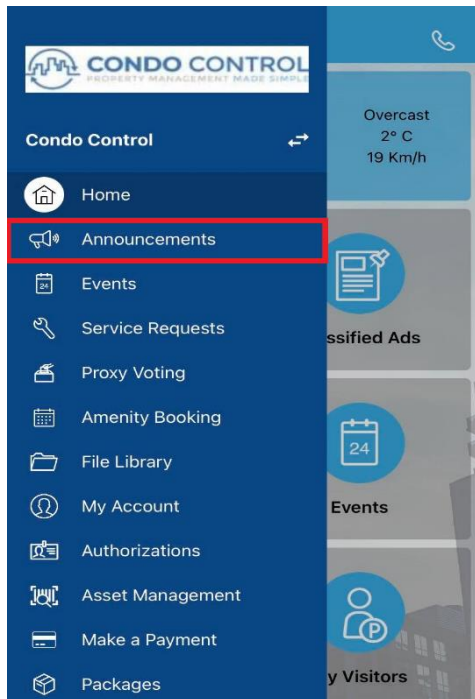 CONDO CONTROL
PROPERTY MANAGEMENT MADE SIMPLE
Condo Control
Home
Announcements
Events
24
Service Requests
Proxy Voting
Amenity Booking
File Library
My Account
Authorizations
Asset Management
Make a Payment
Packages
Overcast
2° C
19 Km/h
ssified Ads
24
Events
P
y Visitors